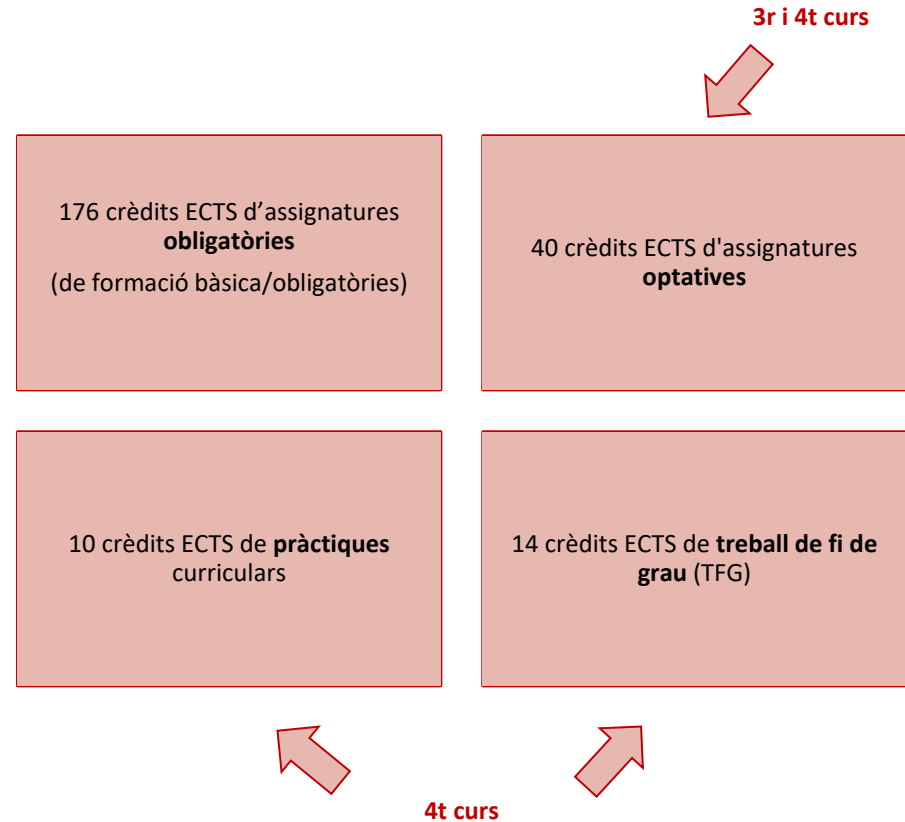 3r i 4t curs
176 crèdits ECTS d’assignatures
obligatòries
(de formació bàsica/obligatòries)
40 crèdits ECTS d'assignatures
optatives
10 crèdits ECTS de pràctiques
curriculars
14 crèdits ECTS de treball de fi de
grau (TFG)
4t curs